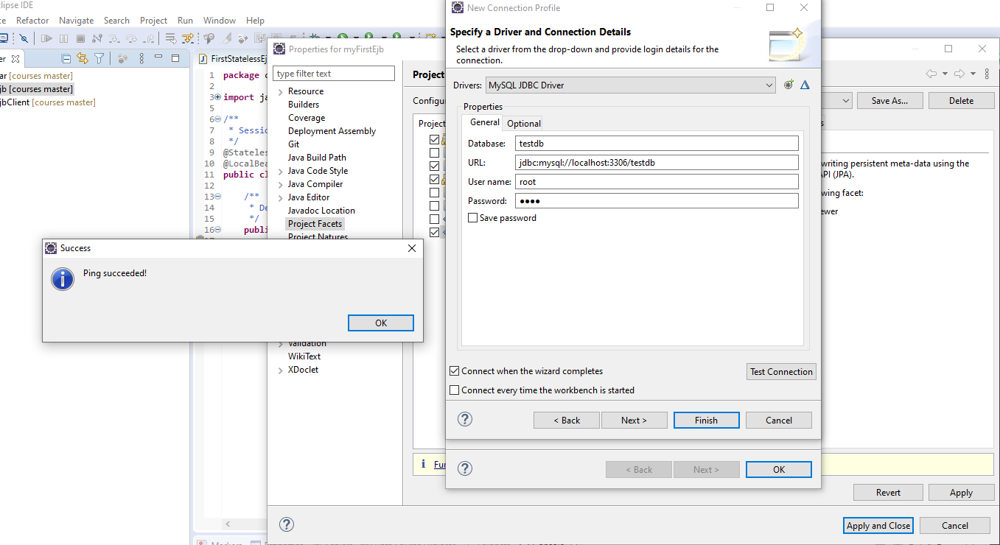 clipse IDE
ce Refactor Navigate Search Project Run Window Help
New Connection Profile
Specify a Driver and Connection Details
Select a driver from the drop-down and provide login details for the
connection.
Drivers: MySQL JDBC Driver
Properties
General Optional
Database: testdb
URL: jdbc:mysql://localhost:3306/testdb
User name: root
Password: ●●●●
Save password
Connect when the wizard completes
Test Connection
Connect every time the workbench is started
< Back Next > Finish Cancel
< Back Next > OK
Properties for myFirstEjb
type filter text
Resource
Builders
Coverage
Deployment Assembly
Git
Java Build Path
Java Code Style
Java Compiler
Java Editor
Javadoc Location
Project Facets
Project Natures
Validation
WikiText
XDoclet
Project
Configu
Save As... Delete
Project
s
writing persistent meta-data using the
PI (JPA).
wing facet:
ewer
Fur
Revert Apply
Apply and Close Cancel
er
ar [courses master]
jb [courses master]
jbClient [courses master]
FirstStatelessEj
1 package c
2
3 import ja
5
6 /**
7 * Sessio
8 */
9 @Stateles
10 @LocalBea
11 public cl
12
13 /**
14 * De
15 */
16 publi
Success
Ping succeeded!
OK